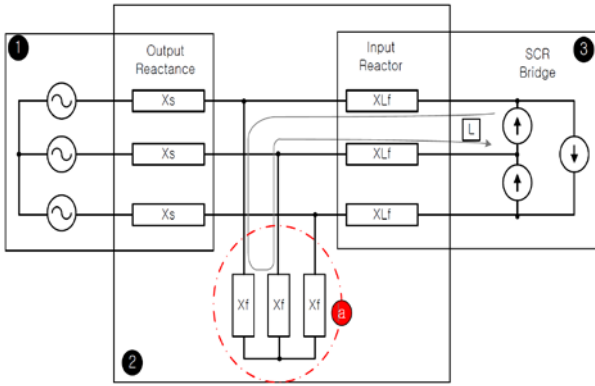 1
Output
Reactance
Input
Reactor
3
SCR
Bridge
Xs
XLf
L
Xs
XLf
Xs
XLf
Xf
Xf
Xf
a
2